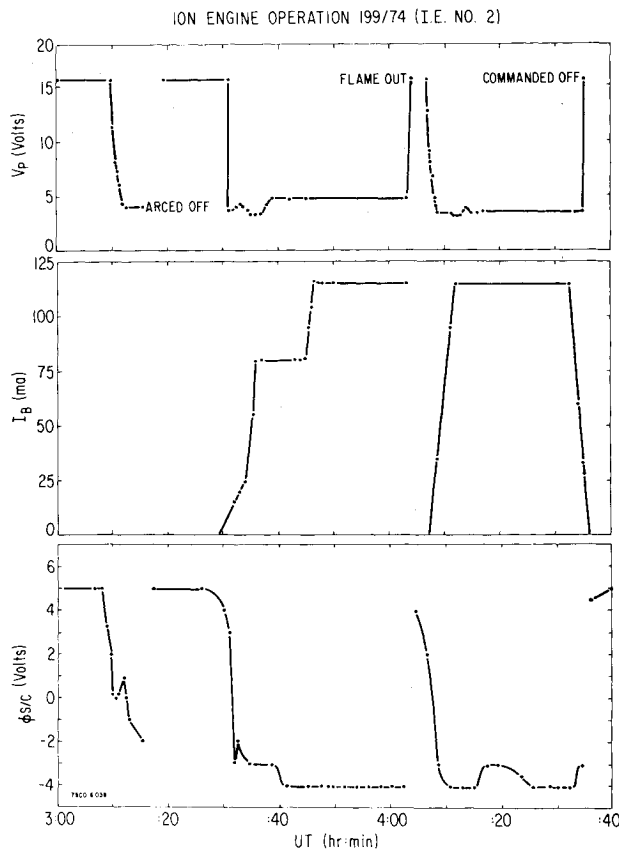 ION ENGINE OPERATION 199/74 (I.E. NO. 2)
20
15
10
5
0
VP (Volts)
FLAME OUT
COMMANDED OFF
ARCED OFF
125
100
75
50
25
0
IB (ma)
4
2
0
-2
-4
ϕS/C (Volts)
3:00
:20
:40
4:00
:20
:40
UT (hr:min)